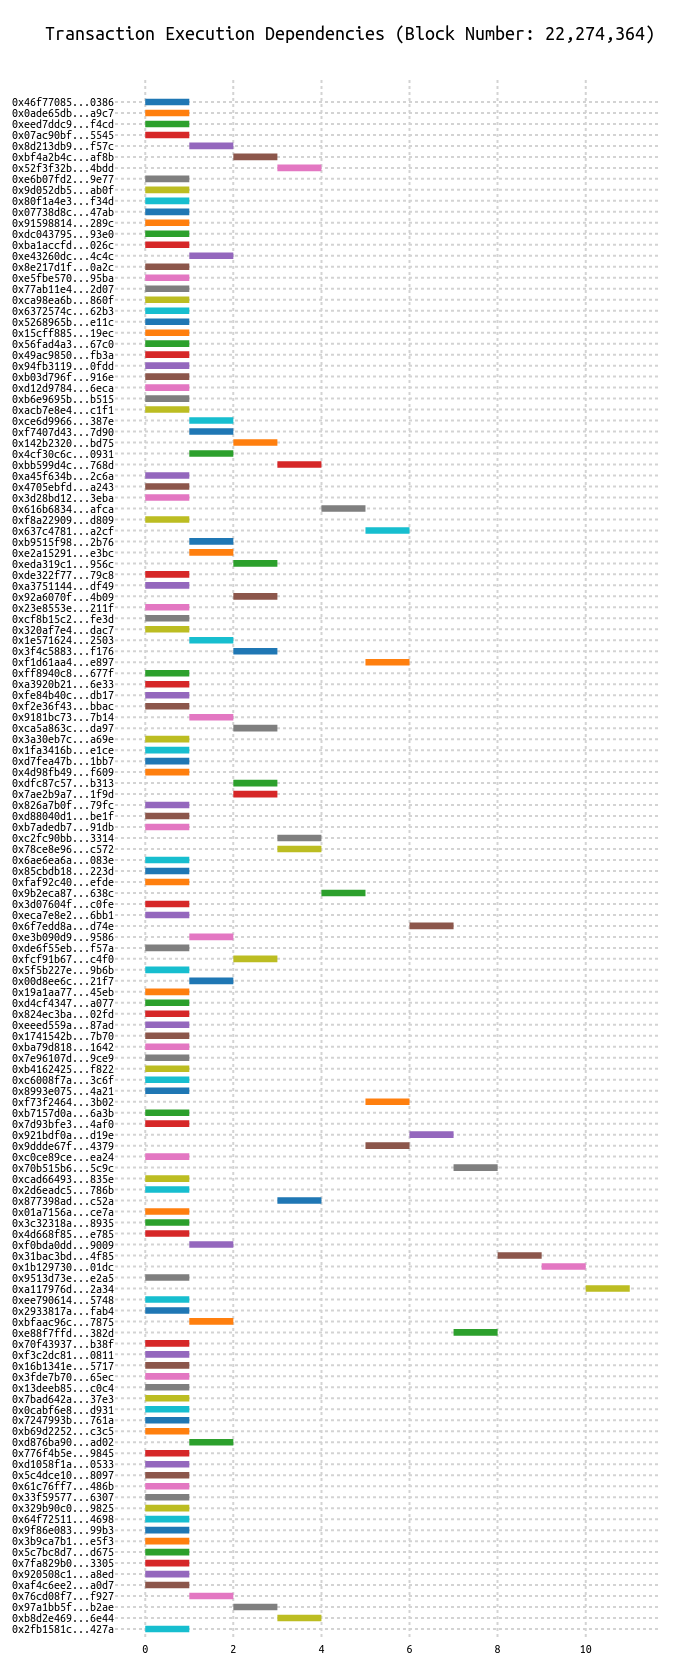 Transaction Execution Dependencies (Block Number: 22,274,364)
0x46f77085...0386
0x0ade65db...a9c7
0xeed7ddc9...f4cd
0x07ac90bf...5545
0x8d213db9...f57c
0xbf4a2b4c...af8b
0x52f3f32b...4bdd
0xe6b07fd2...9e77
0x9d052db5...ab0f
0x80f1a4e3...f34d
0x07738d8c...47ab
0x91598814...289c
0xdc043795...93e0
0xba1accfd...026c
0xe43260dc...4c4c
0x8e217d1f...0a2c
0xe5fbe570...95ba
0x77ab11e4...2d07
0xca98ea6b...860f
0x6372574c...62b3
0x5268965b...e11c
0x15cff885...19ec
0x56fad4a3...67c0
0x49ac9850...fb3a
0x94fb3119...0fdd
0xb03d796f...916e
0xd12d9784...6eca
0xb6e9695b...b515
0xacb7e8e4...c1f1
0xce6d9966...387e
0xf7407d43...7d90
0x142b2320...bd75
0x4cf30c6c...0931
0xbb599d4c...768d
0xa45f634b...2c6a
0x4705ebfd...a243
0x3d28bd12...3eba
0x616b6834...afca
0xf8a22909...d809
0x637c4781...a2cf
0xb9515f98...2b76
0xe2a15291...e3bc
0xeda319c1...956c
0xde322f77...79c8
0xa3751144...df49
0x92a6070f...4b09
0x23e8553e...211f
0xcf8b15c2...fe3d
0x320af7e4...dac7
0x1e571624...2503
0x3f4c5883...f176
0xf1d61aa4...e897
0xff8940c8...677f
0xa3920b21...6e33
0xfe84b40c...db17
0xf2e36f43...bbac
0x9181bc73...7b14
0xca5a863c...da97
0x3a30eb7c...a69e
0x1fa3416b...e1ce
0xd7fea47b...1bb7
0x4d98fb49...f609
0xdfc87c57...b313
0x7ae2b9a7...1f9d
0x826a7b0f...79fc
0xd88040d1...be1f
0xb7adedb7...91db
0xc2fc90bb...3314
0x78ce8e96...c572
0x6ae6ea6a...083e
0x85cbdb18...223d
0xfaf92c40...efde
0x9b2eca87...638c
0x3d07604f...c0fe
0xeca7e8e2...6bb1
0x6f7edd8a...d74e
0xe3b090d9...9586
0xde6f55eb...f57a
0xfcf91b67...c4f0
0x5f5b227e...9b6b
0x00d8ee6c...21f7
0x19a1aa77...45eb
0xd4cf4347...a077
0x824ec3ba...02fd
0xeeed559a...87ad
0x1741542b...7b70
0xba79d818...1642
0x7e96107d...9ce9
0xb4162425...f822
0xc6008f7a...3c6f
0x8993e075...4a21
0xf73f2464...3b02
0xb7157d0a...6a3b
0x7d93bfe3...4af0
0x921bdf0a...d19e
0x9ddde67f...4379
0xc0ce89ce...ea24
0x70b515b6...5c9c
0xcad66493...835e
0x2d6eadc5...786b
0x877398ad...c52a
0x01a7156a...ce7a
0x3c32318a...8935
0x4d668f85...e785
0xf0bda0dd...9009
0x31bac3bd...4f85
0x1b129730...01dc
0x9513d73e...e2a5
0xa117976d...2a34
0xee790614...5748
0x2933817a...fab4
0xbfaac96c...7875
0xe88f7ffd...382d
0x70f43937...b38f
0xf3c2dc81...0811
0x16b1341e...5717
0x3fde7b70...65ec
0x13deeb85...c0c4
0x7bad642a...37e3
0x0cabf6e8...d931
0x7247993b...761a
0xb69d2252...c3c5
0xd876ba90...ad02
0x776f4b5e...9845
0xd1058f1a...0533
0x5c4dce10...8097
0x61c76ff7...486b
0x33f59577...6307
0x329b90c0...9825
0x64f72511...4698
0x9f86e083...99b3
0x3b9ca7b1...e5f3
0x5c7bc8d7...d675
0x7fa829b0...3305
0x920508c1...a8ed
0xaf4c6ee2...a0d7
0x76cd08f7...f927
0x97a1bb5f...b2ae
0xb8d2e469...6e44
0x2fb1581c...427a
0 2 4 6 8 10